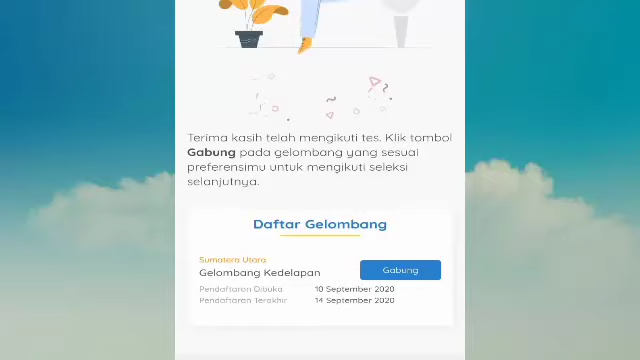 Terima kasih telah mengikuti tes. Klik tombol
Gabung pada gelombang yang sesuai
preferensimu untuk mengikuti seleksi
selanjutnya.
Daftar Gelombang
Sumatera Utara
Gelombang Kedelapan
Gabung
Pendaftaran Dibuka 10 September 2020
Pendaftaran Terakhir 14 September 2020